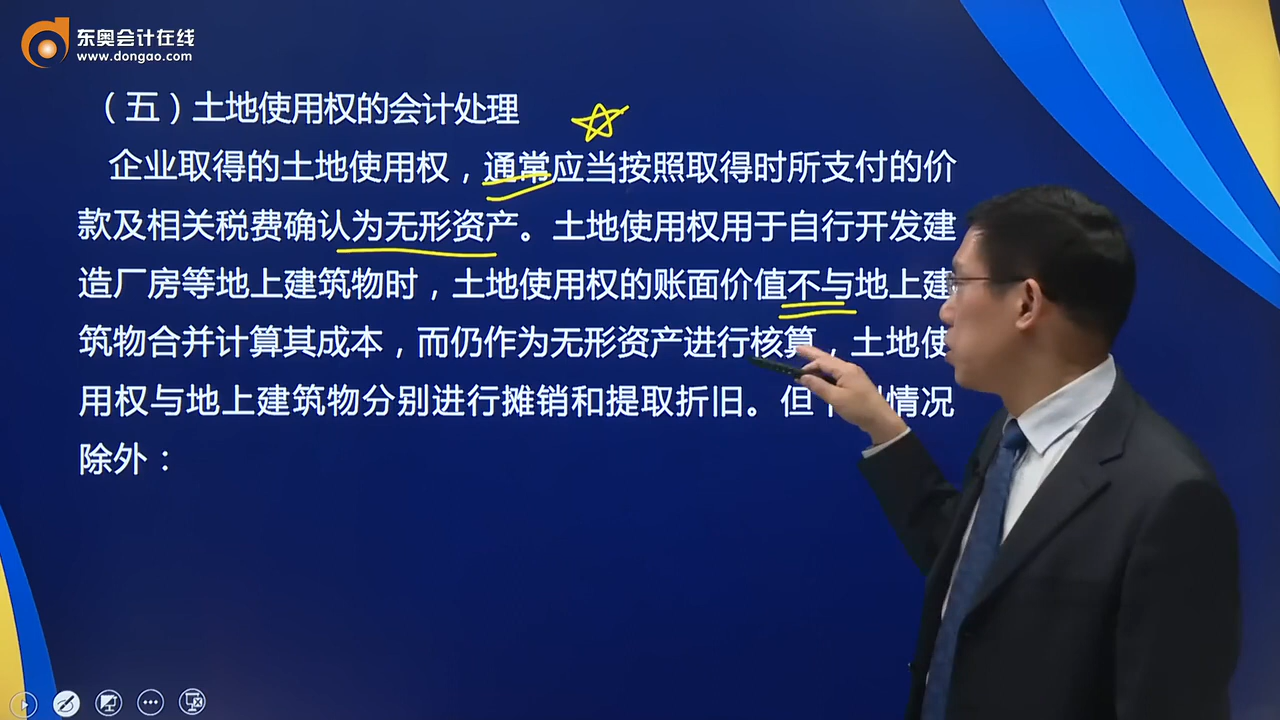 东奥会计在线
www.dongao.com
（五）土地使用权的会计处理
企业取得的土地使用权，通常应当按照取得时所支付的价
款及相关税费确认为无形资产。土地使用权用于自行开发建
造厂房等地上建筑物时，土地使用权的账面价值不与地上建
筑物合并计算其成本，而仍作为无形资产进行核算，土地使
用权与地上建筑物分别进行摊销和提取折旧。但 情况
除外：